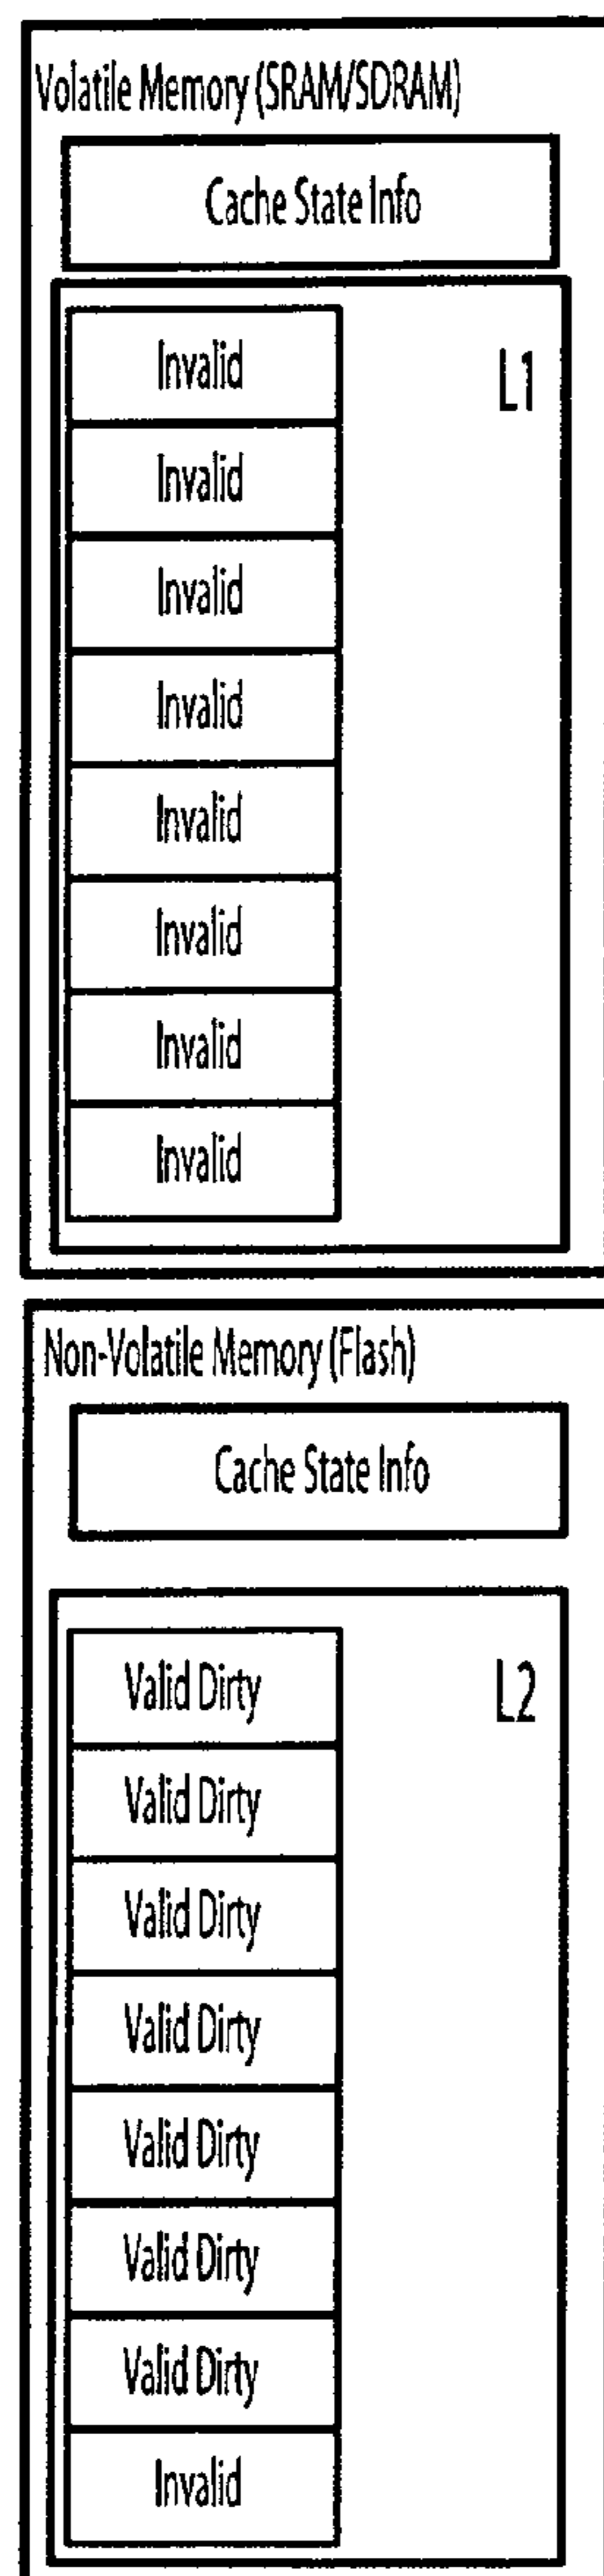 Volatile Memory (SRAM/SDRAM)
Cache State Info
L1
Invalid
Invalid
Invalid
Invalid
Invalid
Invalid
Invalid
Invalid
Non-Volatile Memory (Flash)
Cache State Info
L2
Valid Dirty
Valid Dirty
Valid Dirty
Valid Dirty
Valid Dirty
Valid Dirty
Valid Dirty
Invalid